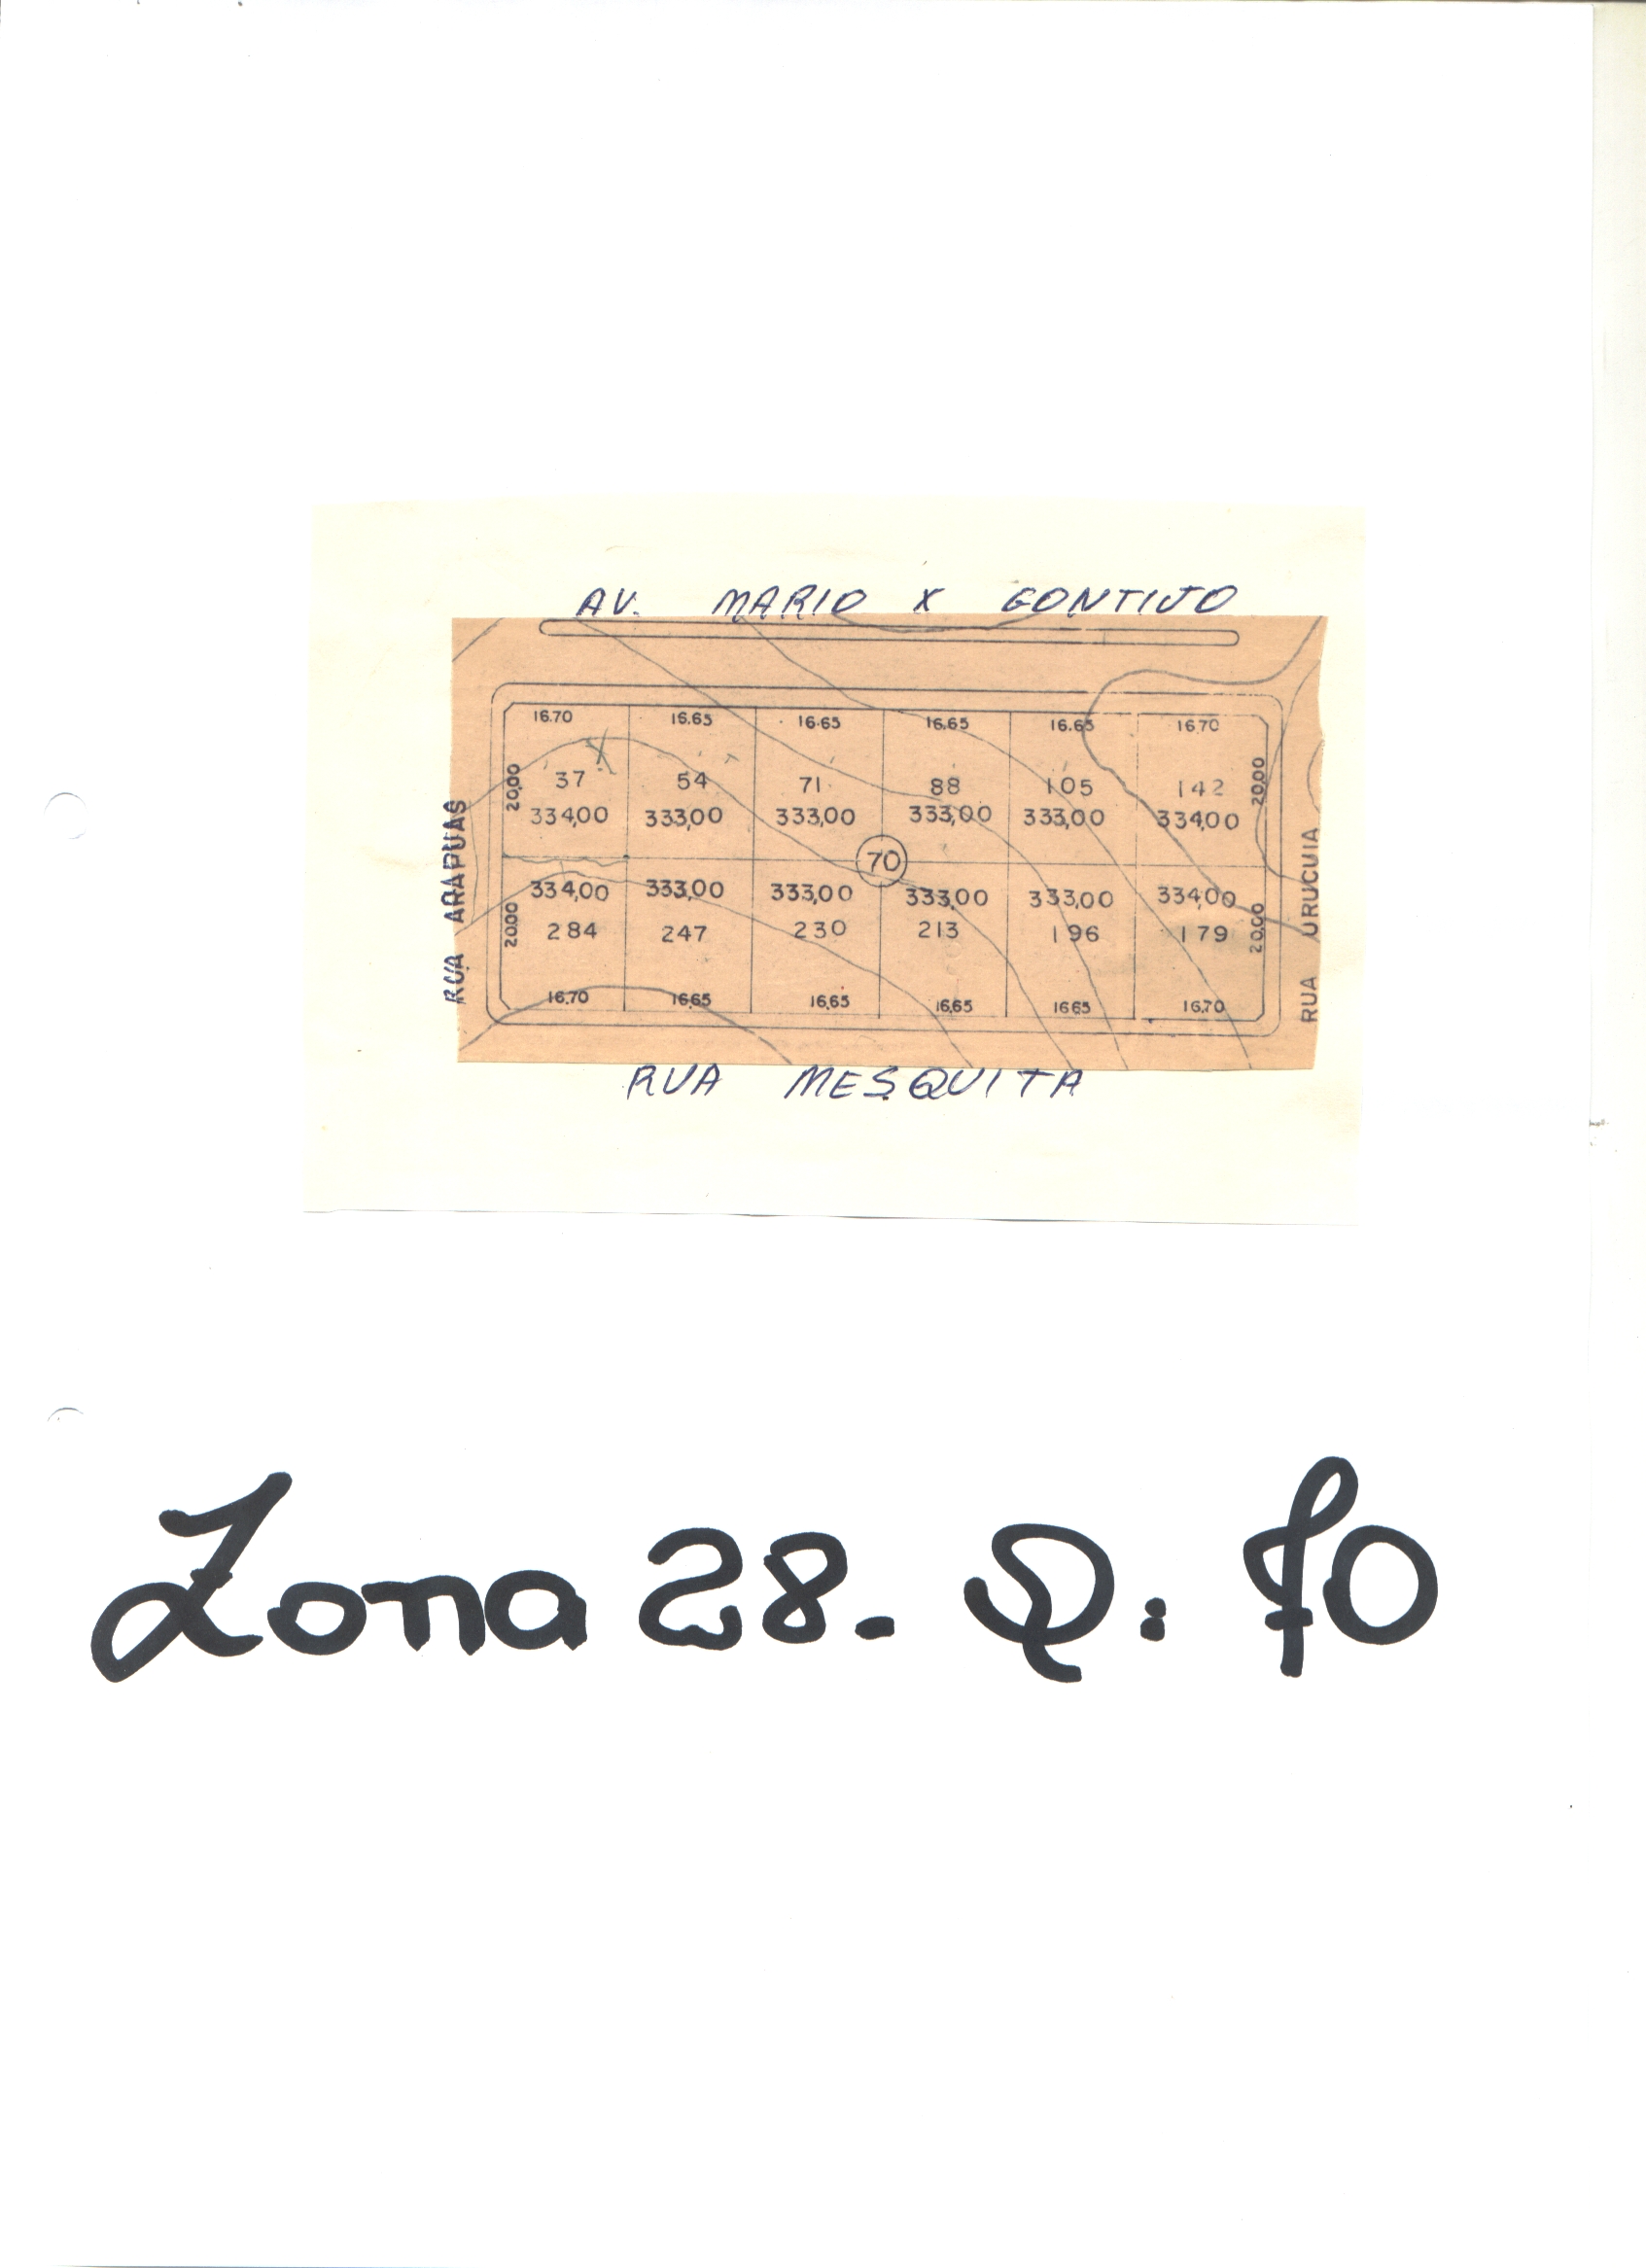 AV. MARIO X GONTIJO
16.70 16.65 16.65 16.65 16.65 16.70
20,00 37 54 71 88 105 142 20,00
334,00 333,00 333,00 333,00 333,00 334,00
RUA ARAPUAS
70
RUA URUCUIA
334,00 333,00 333,00 333,00 333,00 334,00
20,00 284 247 230 213 196 179 20,00
16,70 16,65 16,65 16,65 16,65 16,70
RUA MESQUITA
Zona 28. Q: 70